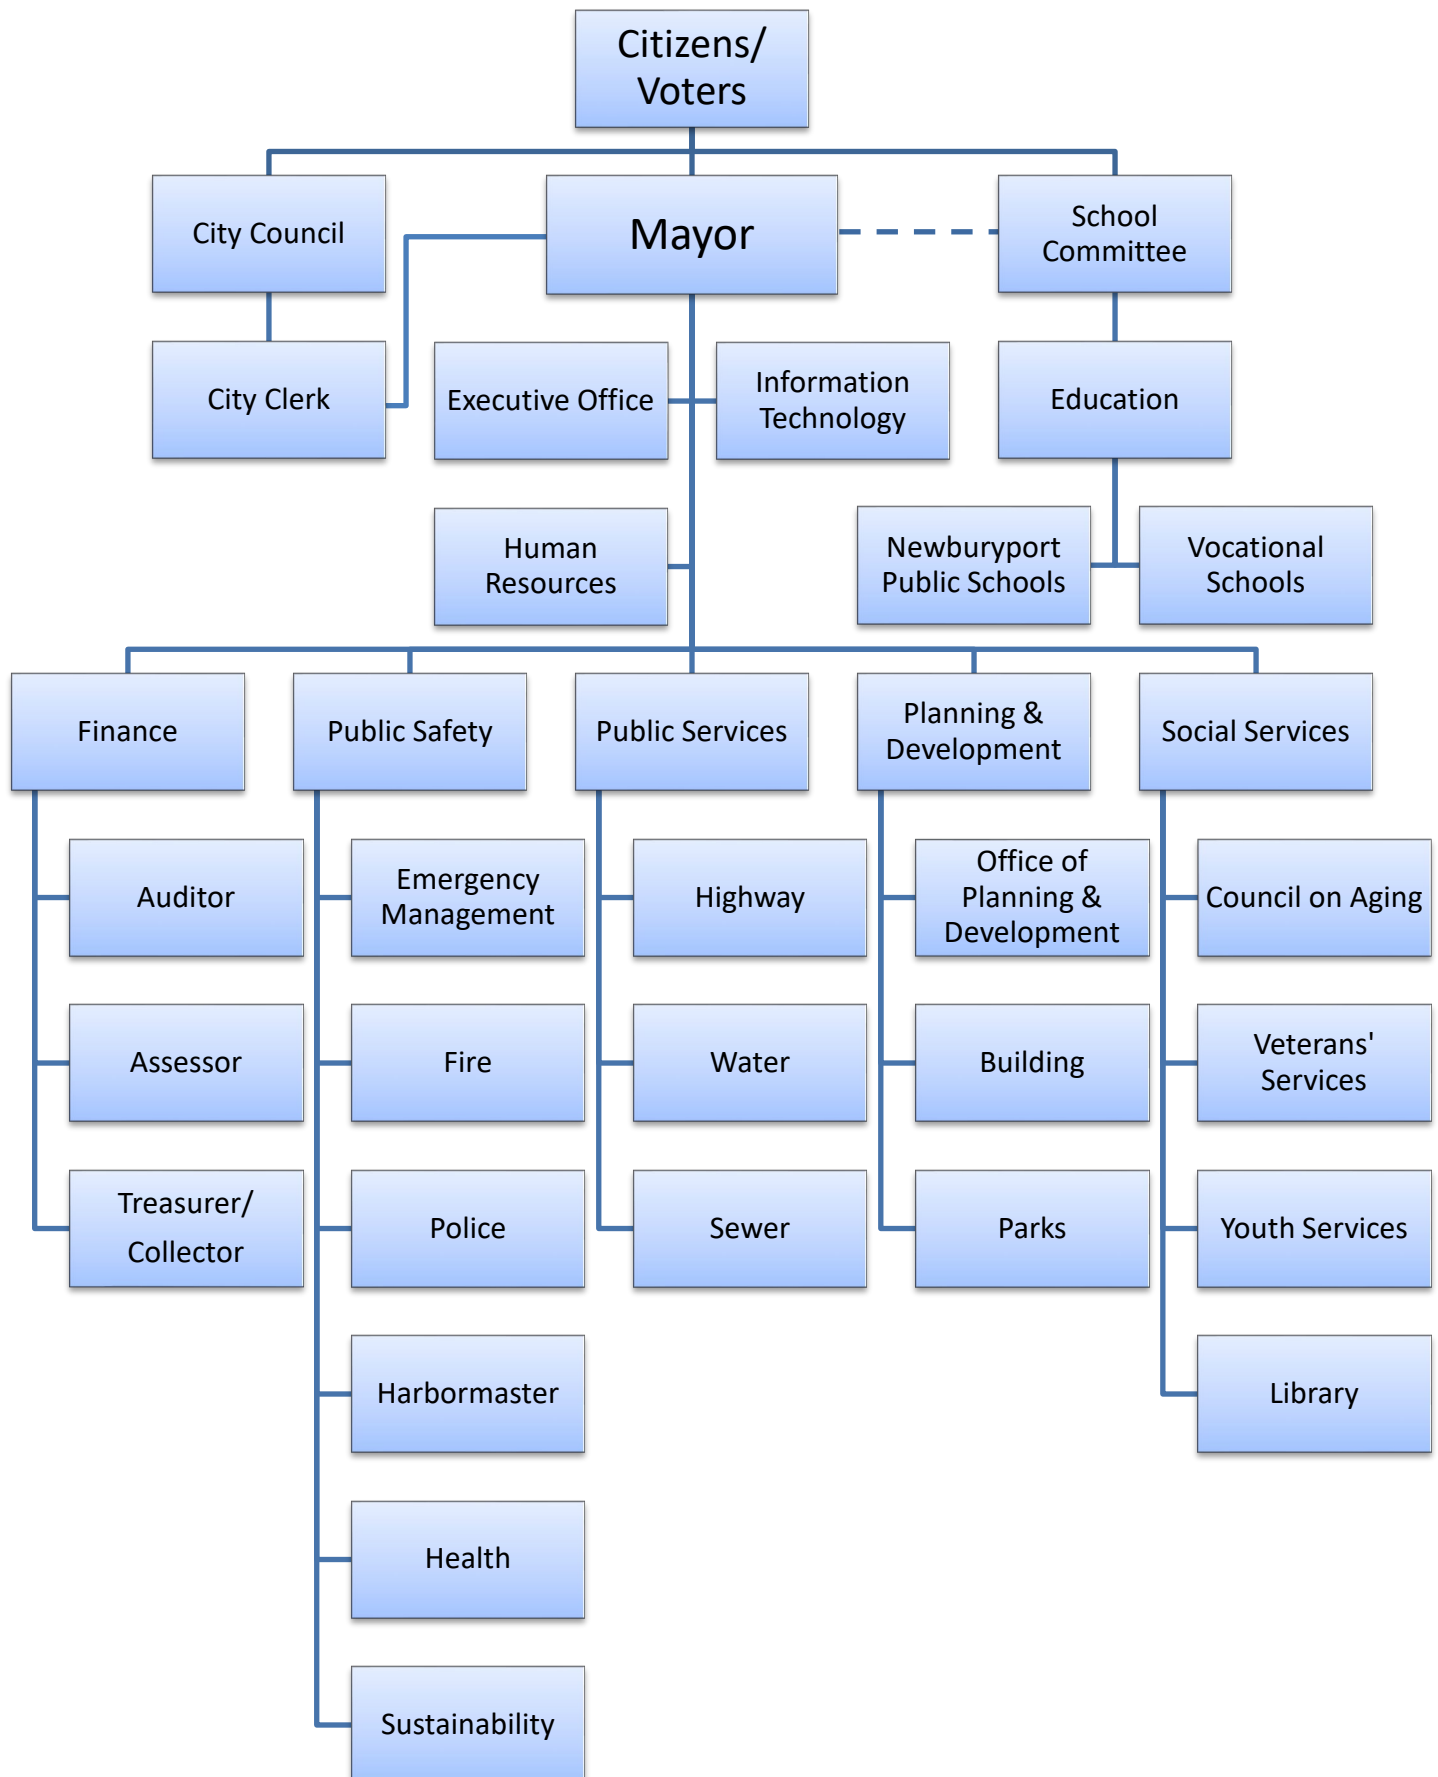 Citizens/
Voters
City Council
Mayor
School
Committee
City Clerk
Executive Office
Information
Technology
Education
Human
Resources
Newburyport
Public Schools
Vocational
Schools
Finance
Public Safety
Public Services
Planning &
Development
Social Services
Auditor
Emergency
Management
Highway
Office of
Planning &
Development
Council on Aging
Assessor
Fire
Water
Building
Veterans'
Services
Treasurer/
Collector
Police
Sewer
Parks
Youth Services
Harbormaster
Library
Health
Sustainability